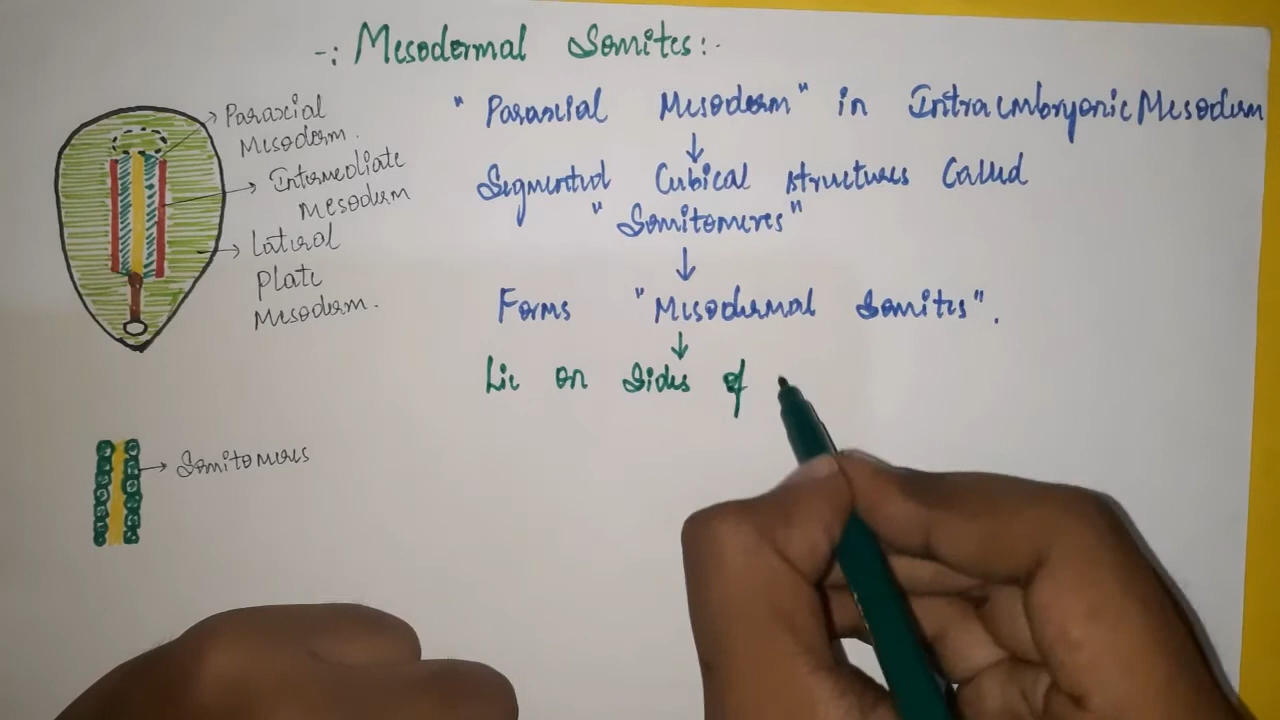 -: Mesodermal Somites:-
"Paraxial Mesoderm" in Intraembryonic Mesoderm
↓
Segmented Cubical structures Called
"Somitomeres"
↓
Forms "Mesodermal Somites".
↓
Lie on Sides of
Paraxial
Mesoderm.
Intermediate
Mesoderm
Lateral
Plate
Mesoderm.
Somitomeres